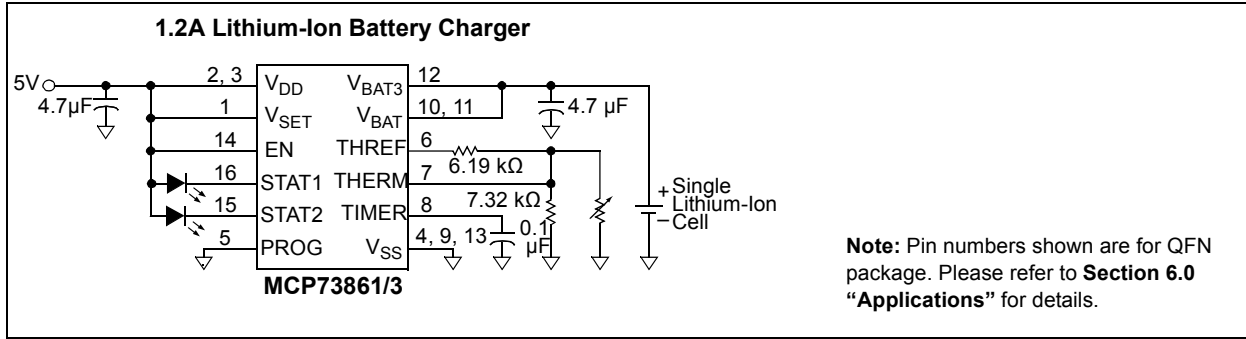 1.2A Lithium-Ion Battery Charger
5V
4.7µF
2, 3
VDD
VBAT3
12
1
VSET
VBAT
10, 11
4.7 µF
14
EN
THREF
6
6.19 kΩ
16
STAT1
THERM
7
7.32 kΩ
15
STAT2
TIMER
8
0.1
µF
5
PROG
VSS
4, 9, 13
+ Single
Lithium-Ion
– Cell
MCP73861/3
Note: Pin numbers shown are for QFN
package. Please refer to Section 6.0
“Applications” for details.